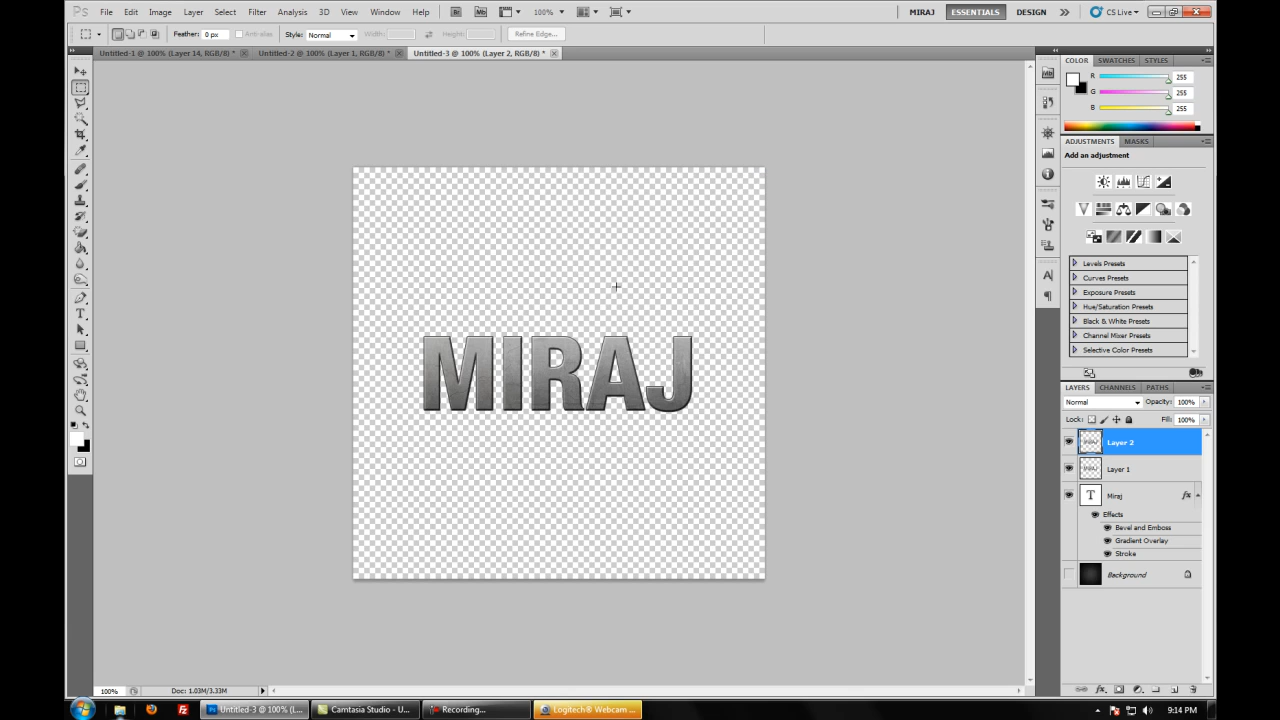 Ps File Edit Image Layer Select Filter Analysis 3D View Window Help Br Mb 100% MIRAJ ESSENTIALS DESIGN CS Live
Feather: 0 px Anti-alias Style: Normal Width: Height: Refine Edge...
Untitled-1 @ 100% (Layer 14, RGB/8) * Untitled-2 @ 100% (Layer 1, RGB/8) * Untitled-3 @ 100% (Layer 2, RGB/8) *
COLOR SWATCHES STYLES
R 255
G 255
B 255
ADJUSTMENTS MASKS
Add an adjustment
Levels Presets
Curves Presets
Exposure Presets
Hue/Saturation Presets
Black & White Presets
Channel Mixer Presets
Selective Color Presets
MIRAJ
LAYERS CHANNELS PATHS
Normal Opacity: 100%
Lock: Fill: 100%
Layer 2
Layer 1
T Miraj fx
Effects
Bevel and Emboss
Gradient Overlay
Stroke
Background
100% Doc: 1.03M/3.33M
Untitled-3 @ 100% (L... Camtasia Studio - U... Recording... Logitech® Webcam ... 9:14 PM